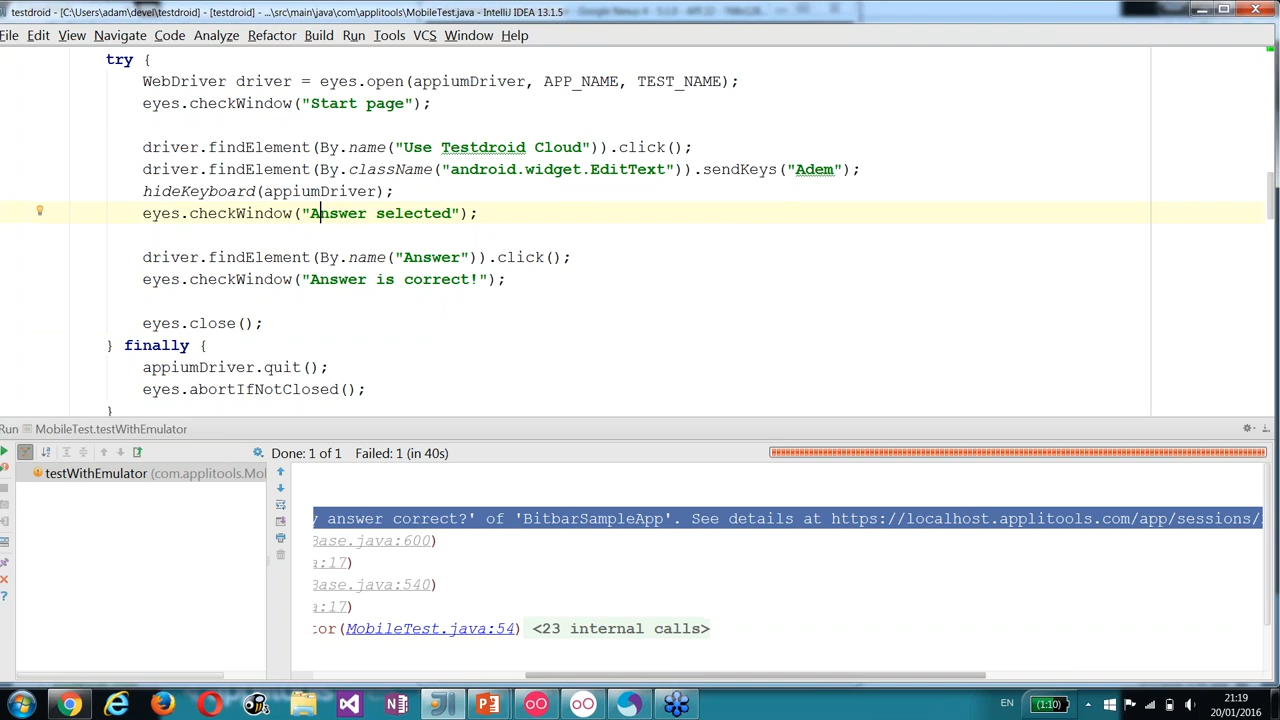 testdroid - [C:\Users\adam\devel\testdroid] - [testdroid] - ...\src\main\java\com\applitools\MobileTest.java - IntelliJ IDEA 13.1.5
File Edit View Navigate Code Analyze Refactor Build Run Tools VCS Window Help
try {
WebDriver driver = eyes.open(appiumDriver, APP_NAME, TEST_NAME);
eyes.checkWindow("Start page");
driver.findElement(By.name("Use Testdroid Cloud")).click();
driver.findElement(By.className("android.widget.EditText")).sendKeys("Adem");
hideKeyboard(appiumDriver);
eyes.checkWindow("Answer selected");
driver.findElement(By.name("Answer")).click();
eyes.checkWindow("Answer is correct!");
eyes.close();
} finally {
appiumDriver.quit();
eyes.abortIfNotClosed();
}
Run MobileTest.testWithEmulator
Done: 1 of 1 Failed: 1 (in 40s)
testWithEmulator (com.applitools.Mo
y answer correct?' of 'BitbarSampleApp'. See details at https://localhost.applitools.com/app/sessions/
Base.java:600)
a:17)
Base.java:540)
a:17)
tor(MobileTest.java:54) <23 internal calls>
EN (1:10) 21:19
20/01/2016